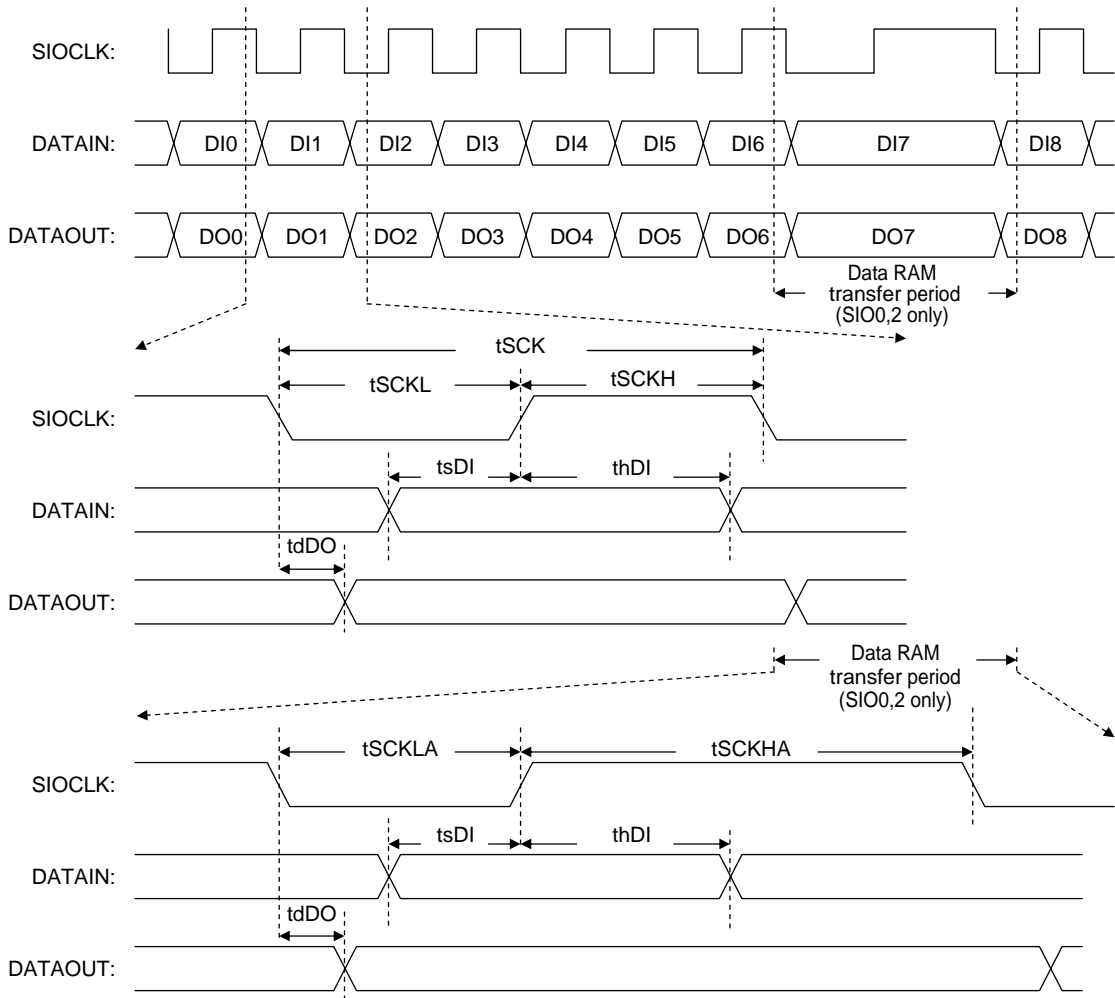 SIOCLK:
DATAIN: DI0 DI1 DI2 DI3 DI4 DI5 DI6 DI7 DI8
DATAOUT: DO0 DO1 DO2 DO3 DO4 DO5 DO6 DO7 DO8
Data RAM
transfer period
(SIO0,2 only)
tSCK
tSCKL tSCKH
SIOCLK:
tsDI thDI
DATAIN:
tdDO
DATAOUT:
Data RAM
transfer period
(SIO0,2 only)
tSCKLA tSCKHA
SIOCLK:
tsDI thDI
DATAIN:
tdDO
DATAOUT: